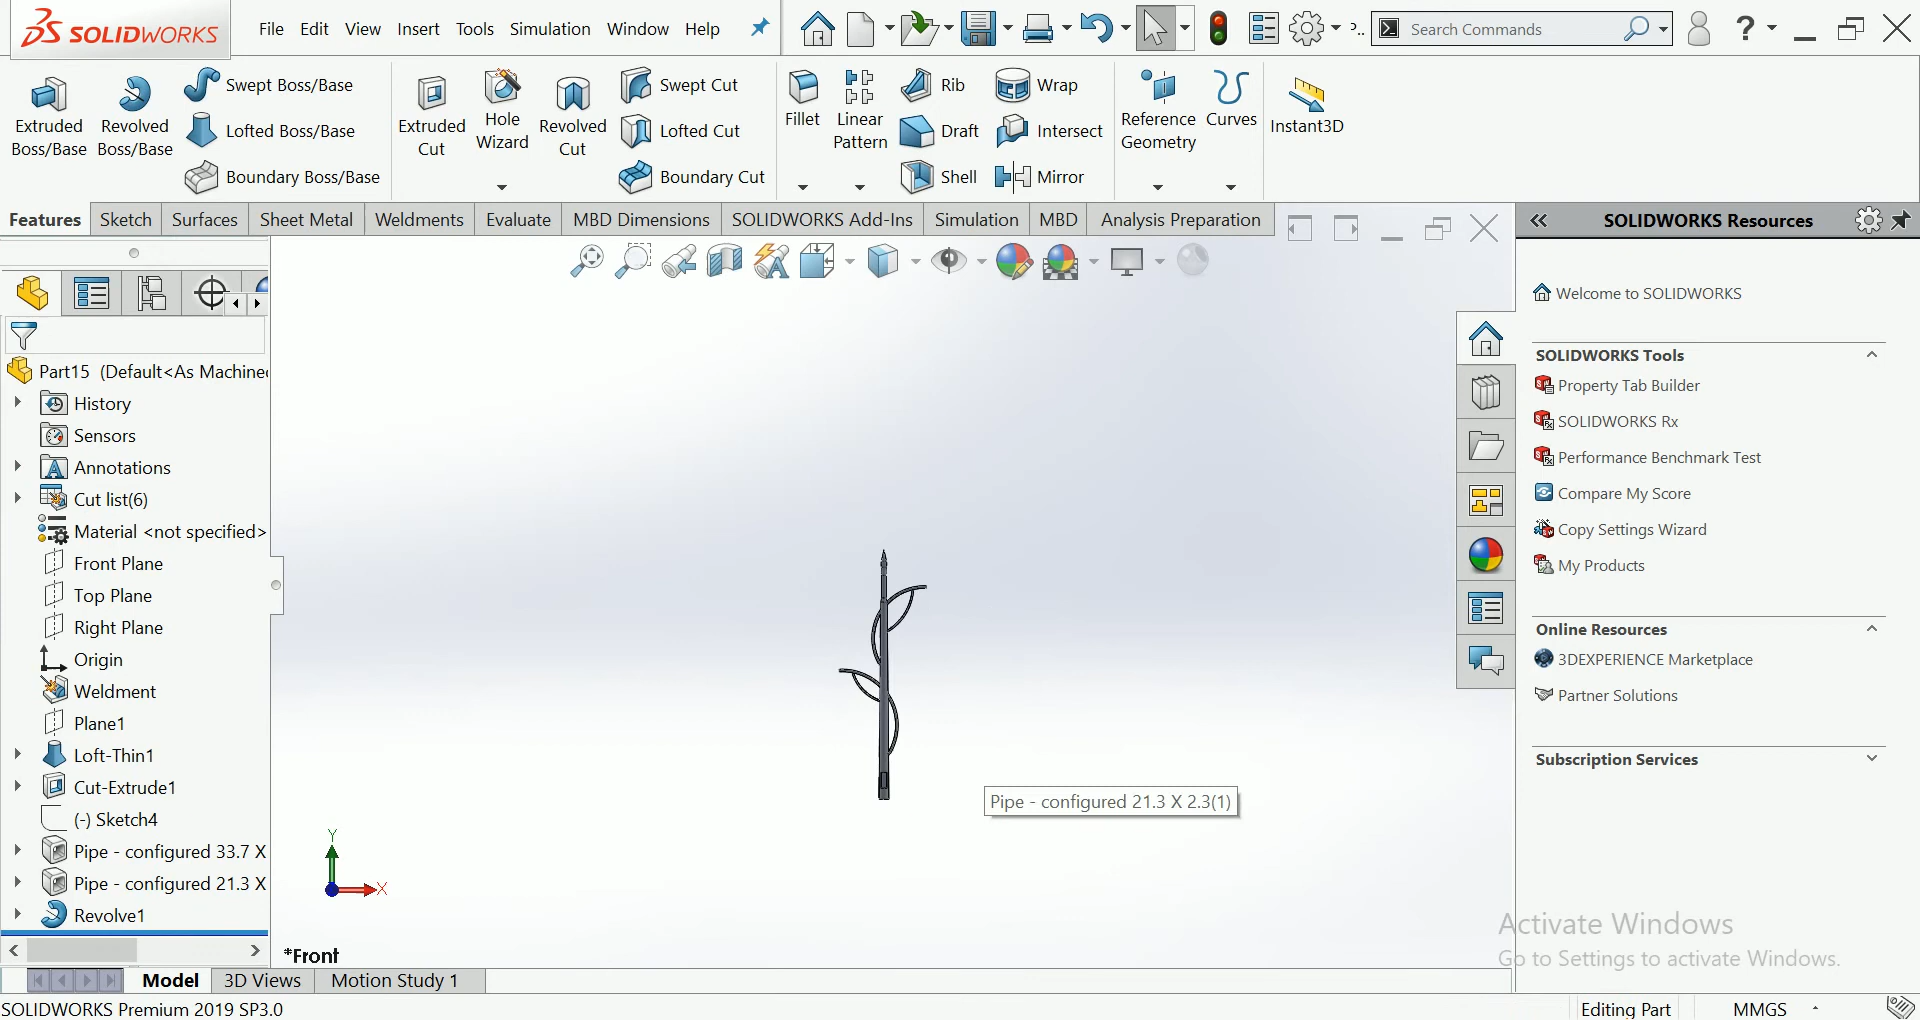 SOLIDWORKS File Edit View Insert Tools Simulation Window Help P.. Search Commands ?
Extruded Boss/Base
Revolved Boss/Base
Swept Boss/Base
Lofted Boss/Base
Boundary Boss/Base
Extruded Cut
Hole Wizard
Revolved Cut
Swept Cut
Lofted Cut
Boundary Cut
Fillet
Linear Pattern
Rib
Draft
Shell
Wrap
Intersect
Mirror
Reference Geometry
Curves
Instant3D
Features Sketch Surfaces Sheet Metal Weldments Evaluate MBD Dimensions SOLIDWORKS Add-Ins Simulation MBD Analysis Preparation
Part15 (Default<As Machine
History
Sensors
Annotations
Cut list(6)
Material <not specified>
Front Plane
Top Plane
Right Plane
Origin
Weldment
Plane1
Loft-Thin1
Cut-Extrude1
(-) Sketch4
Pipe - configured 33.7 X
Pipe - configured 21.3 X
Revolve1
Pipe - configured 21.3 X 2.3(1)
Y
X
*Front
SOLIDWORKS Resources
Welcome to SOLIDWORKS
SOLIDWORKS Tools
Property Tab Builder
SOLIDWORKS Rx
Performance Benchmark Test
Compare My Score
Copy Settings Wizard
My Products
Online Resources
3DEXPERIENCE Marketplace
Partner Solutions
Subscription Services
Activate Windows
Go to Settings to activate Windows.
Model 3D Views Motion Study 1
SOLIDWORKS Premium 2019 SP3.0 Editing Part MMGS